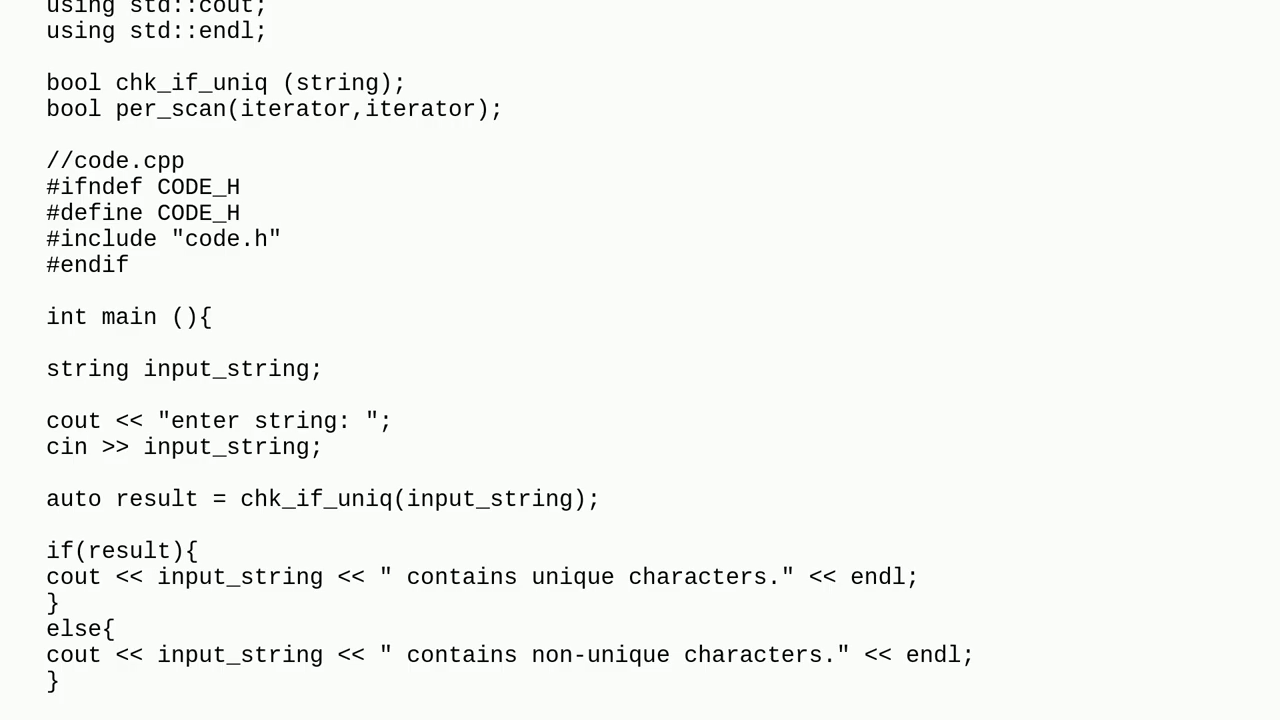 using std::cout;
using std::endl;
bool chk_if_uniq (string);
bool per_scan(iterator,iterator);
//code.cpp
#ifndef CODE_H
#define CODE_H
#include "code.h"
#endif
int main (){
string input_string;
cout << "enter string: ";
cin >> input_string;
auto result = chk_if_uniq(input_string);
if(result){
cout << input_string << " contains unique characters." << endl;
}
else{
cout << input_string << " contains non-unique characters." << endl;
}